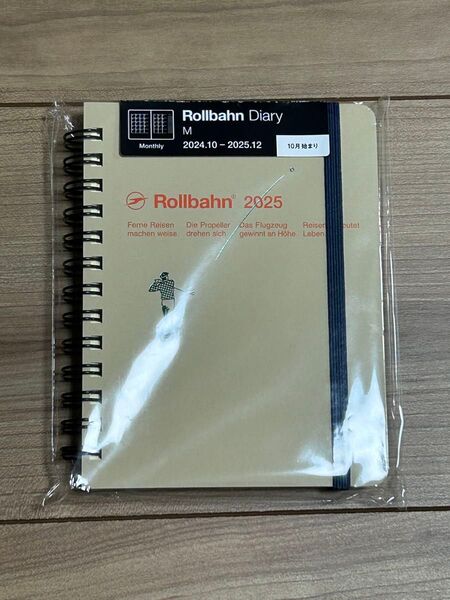 Rollbahn Diary
M
Monthly
2024.10 – 2025.12
10月始まり
Rollbahn® 2025
Ferne Reisen Die Propeller Das Flugzeug Reisen
machen weise. drehen sich. gewinnt an Höhe. Leben.